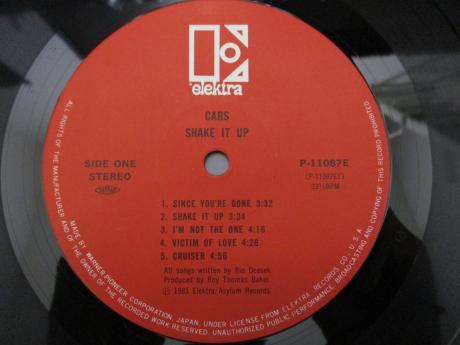 elektra
CARS
SHAKE IT UP
SIDE ONE
STEREO
P-11087E
(P-11087E1)
33⅓RPM
1. SINCE YOU'RE GONE 3:32
2. SHAKE IT UP 3:34
3. I'M NOT THE ONE 4:16
4. VICTIM OF LOVE 4:26
5. CRUISER 4:56
All songs written by Ric Ocasek
Produced by Roy Thomas Baker
℗ 1981 Elektra/Asylum Records
MADE BY WARNER-PIONEER CORPORATION, JAPAN, UNDER LICENSE FROM ELEKTRA RECORDS CO., U.S.A.
ALL RIGHTS OF THE MANUFACTURER AND OF THE OWNER OF THE RECORDED WORK RESERVED. UNAUTHORIZED PUBLIC PERFORMANCE, BROADCASTING AND COPYING OF THIS RECORD PROHIBITED.